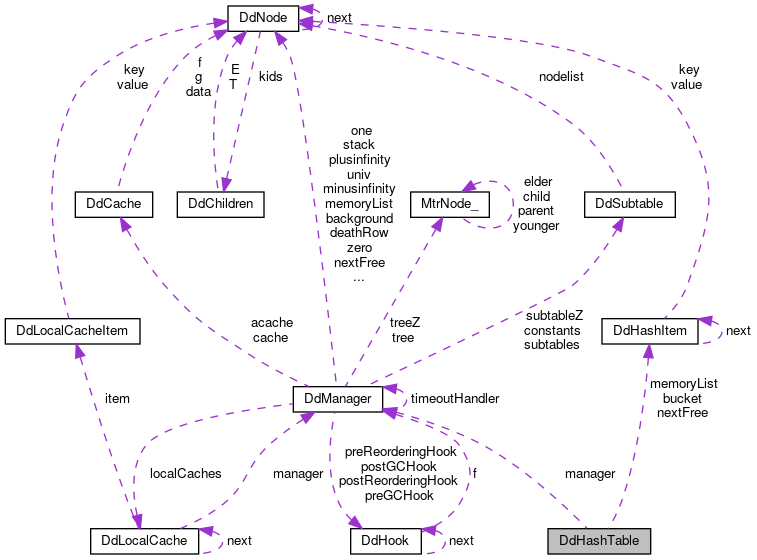 DdNode
next
key
value
f
g
data
E
T
kids
nodelist
key
value
one
stack
plusinfinity
univ
minusinfinity
memoryList
background
deathRow
zero
nextFree
...
elder
child
parent
younger
DdCache
DdChildren
MtrNode_
DdSubtable
DdLocalCacheItem
acache
cache
treeZ
tree
subtableZ
constants
subtables
DdHashItem
next
item
DdManager
timeoutHandler
memoryList
bucket
nextFree
localCaches
manager
preReorderingHook
postGCHook
postReorderingHook
preGCHook
f
manager
DdLocalCache
next
DdHook
next
DdHashTable